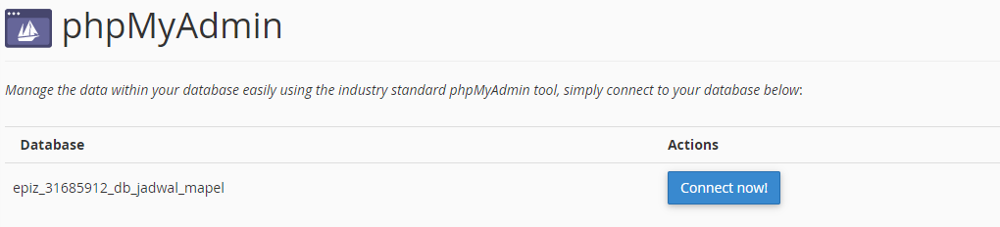 phpMyAdmin
Manage the data within your database easily using the industry standard phpMyAdmin tool, simply connect to your database below:
Database Actions
epiz_31685912_db_jadwal_mapel Connect now!